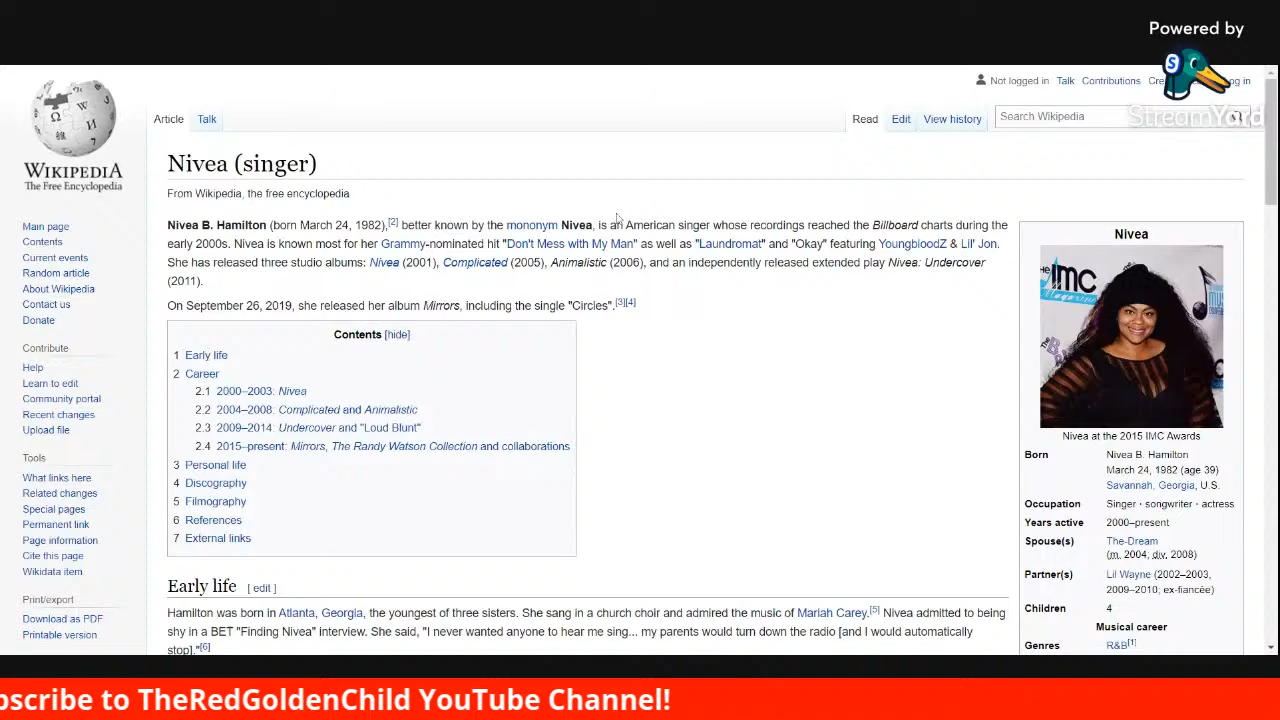 Powered by
StreamYard
Not logged in Talk Contributions Cre og in
Article Talk Read Edit View history Search Wikipedia
WIKIPEDIA
The Free Encyclopedia
Main page
Contents
Current events
Random article
About Wikipedia
Contact us
Donate
Contribute
Help
Learn to edit
Community portal
Recent changes
Upload file
Tools
What links here
Related changes
Special pages
Permanent link
Page information
Cite this page
Wikidata item
Print/export
Download as PDF
Printable version
Nivea (singer)
From Wikipedia, the free encyclopedia
Nivea B. Hamilton (born March 24, 1982),[2] better known by the mononym Nivea, is an American singer whose recordings reached the Billboard charts during the
early 2000s. Nivea is known most for her Grammy-nominated hit "Don't Mess with My Man" as well as "Laundromat" and "Okay" featuring YoungbloodZ & Lil' Jon.
She has released three studio albums: Nivea (2001), Complicated (2005), Animalistic (2006), and an independently released extended play Nivea: Undercover
(2011).
On September 26, 2019, she released her album Mirrors, including the single "Circles".[3][4]
Contents [hide]
1 Early life
2 Career
2.1 2000–2003: Nivea
2.2 2004–2008: Complicated and Animalistic
2.3 2009–2014: Undercover and "Loud Blunt"
2.4 2015–present: Mirrors, The Randy Watson Collection and collaborations
3 Personal life
4 Discography
5 Filmography
6 References
7 External links
Early life [ edit ]
Hamilton was born in Atlanta, Georgia, the youngest of three sisters. She sang in a church choir and admired the music of Mariah Carey.[5] Nivea admitted to being
shy in a BET "Finding Nivea" interview. She said, "I never wanted anyone to hear me sing... my parents would turn down the radio [and I would automatically
stop]."[6]
Nivea
IMC
Magazine
Nivea at the 2015 IMC Awards
Born Nivea B. Hamilton
March 24, 1982 (age 39)
Savannah, Georgia, U.S.
Occupation Singer · songwriter · actress
Years active 2000–present
Spouse(s) The-Dream
(m. 2004; div. 2008)
Partner(s) Lil Wayne (2002–2003,
2009–2010; ex-fiancée)
Children 4
Musical career
Genres R&B[1]
bscribe to TheRedGoldenChild YouTube Channel!